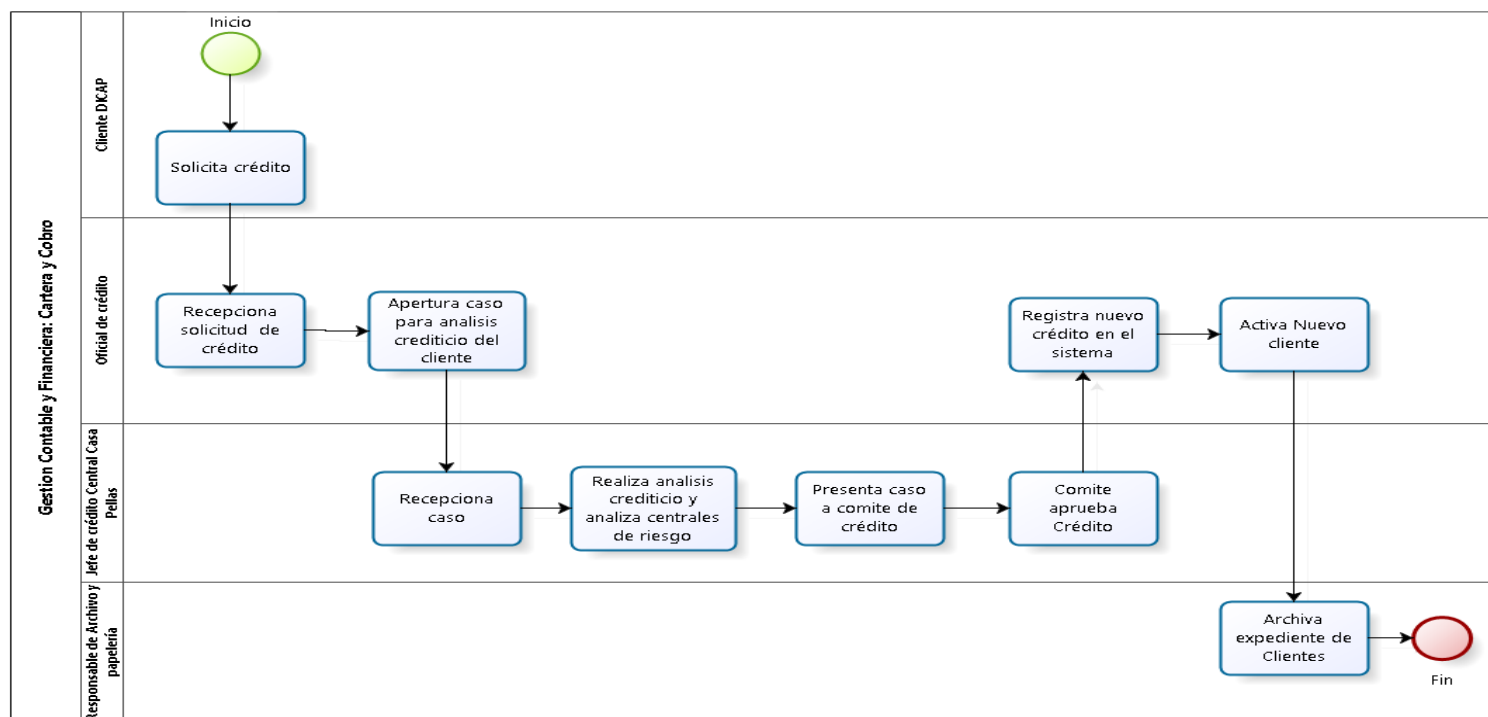 Gestion Contable y Financiera: Cartera y Cobro
Cliente DICAP
Inicio
Solicita crédito
Oficial de crédito
Recepciona
solicitud de
crédito
Apertura caso
para analisis
crediticio del
cliente
Registra nuevo
crédito en el
sistema
Activa Nuevo
cliente
Jefe de crédito Central Casa
Pellas
Recepciona
caso
Realiza analisis
crediticio y
analiza centrales
de riesgo
Presenta caso
a comite de
crédito
Comite
aprueba
Crédito
Responsable de Archivo y
papelería
Archiva
expediente de
Clientes
Fin